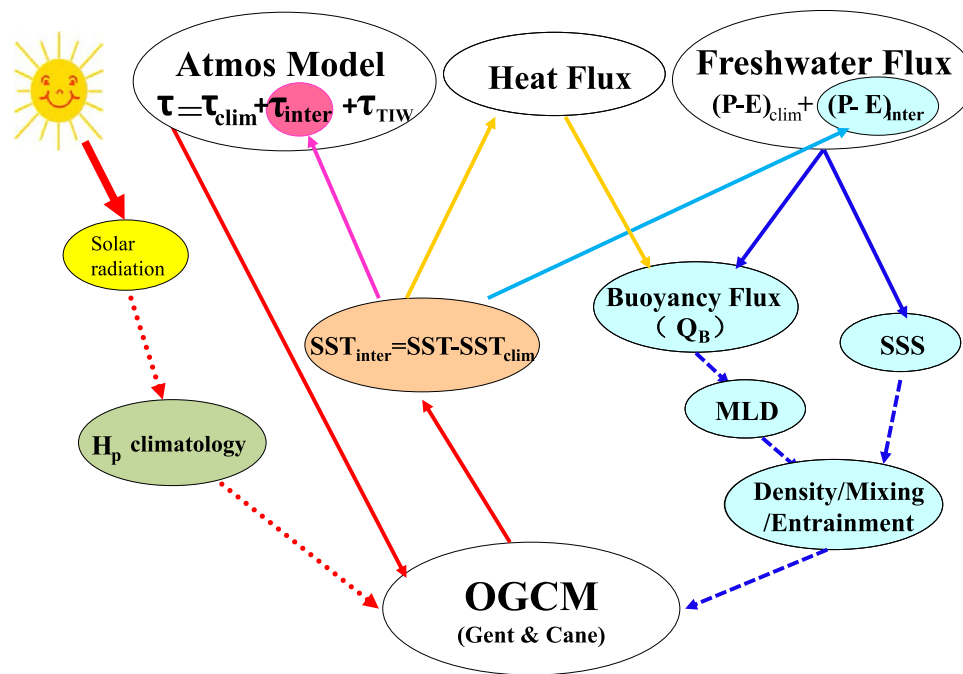 Atmos Model
τ=τclim+τinter +τTIW
Heat Flux
Freshwater Flux
(P-E)clim+ (P- E)inter
Solar
radiation
Buoyancy Flux
( QB )
SSTinter=SST-SSTclim
SSS
MLD
Hp climatology
Density/Mixing
/Entrainment
OGCM
(Gent & Cane)